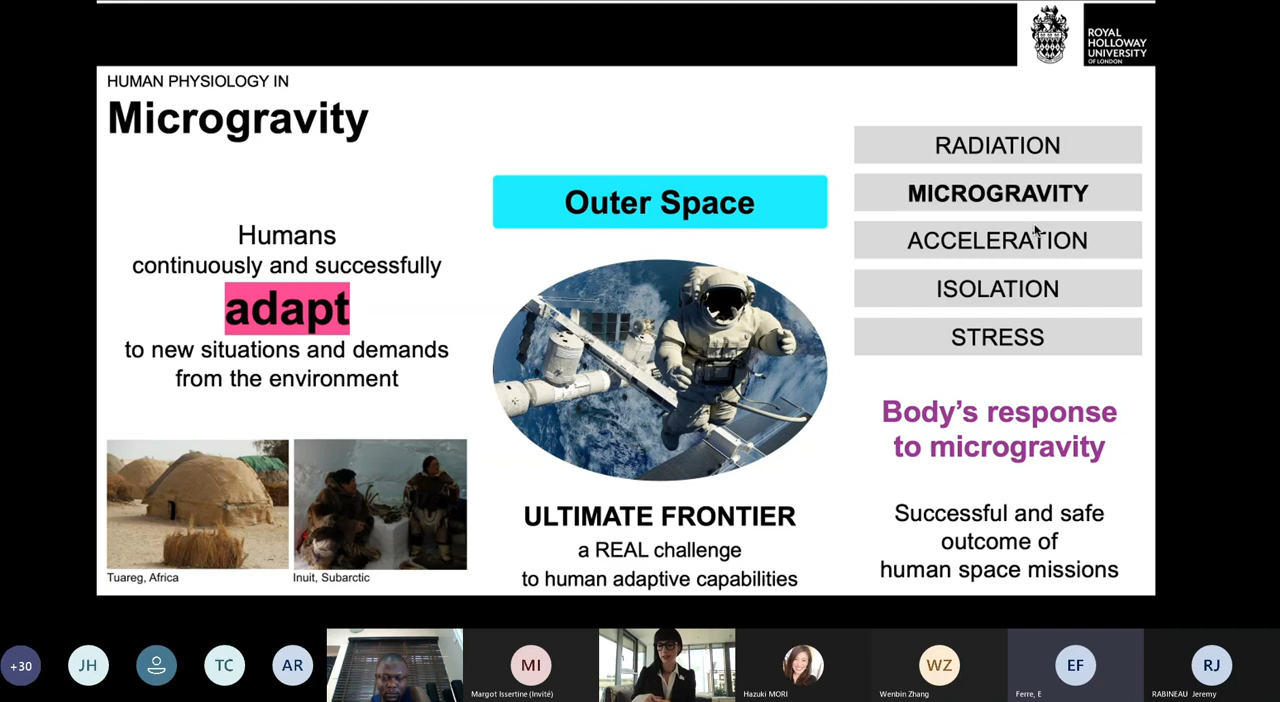 ROYAL
HOLLOWAY
UNIVERSITY
OF LONDON
HUMAN PHYSIOLOGY IN
Microgravity
Humans
continuously and successfully
adapt
to new situations and demands
from the environment
Tuareg, Africa
Inuit, Subarctic
Outer Space
ULTIMATE FRONTIER
a REAL challenge
to human adaptive capabilities
RADIATION
MICROGRAVITY
ACCELERATION
ISOLATION
STRESS
Body's response
to microgravity
Successful and safe
outcome of
human space missions
+30
JH
TC
AR
MI
Margot Issertine (Invité)
Hazuki MORI
WZ
Wenbin Zhang
EF
Ferre, E
RJ
RABINEAU Jeremy